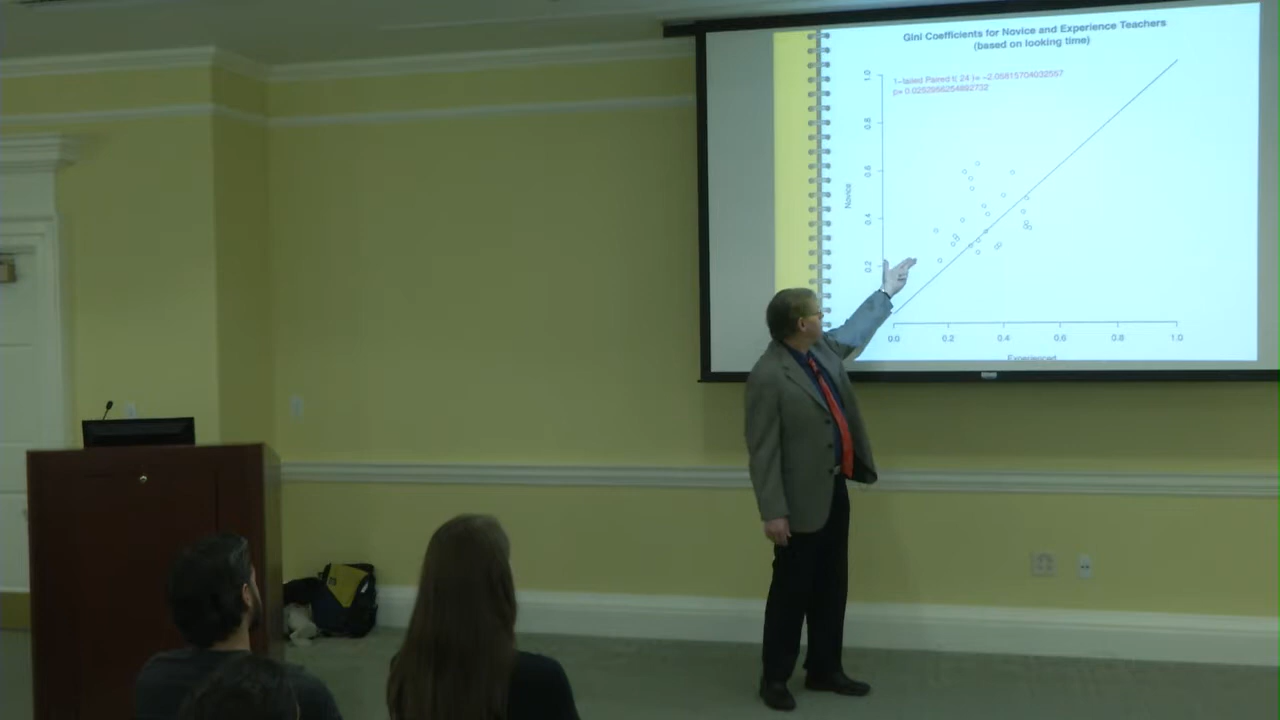 GInI Coefficients for Novice and Experience Teachers
(based on looking time)
1-tailed Paired t( 24 )= -2.05815704032557
p= 0.0252956254892732
1.0
0.8
0.6
0.4
0.2
Novice
0.0 0.2 0.4 0.6 0.8 1.0
Experienced